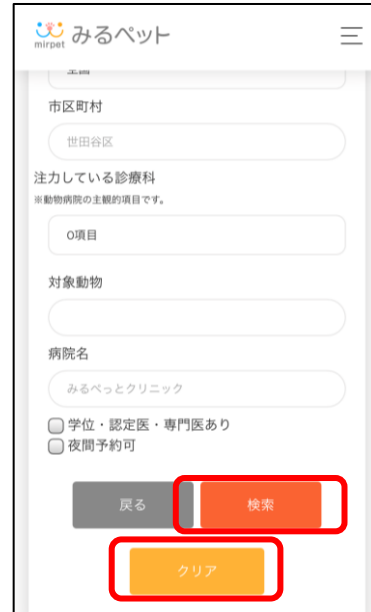 みるペット
mirpet
全国
市区町村
世田谷区
注力している診療科
※動物病院の主観的項目です。
0項目
対象動物
病院名
みるぺっとクリニック
学位・認定医・専門医あり
夜間予約可
戻る
検索
クリア